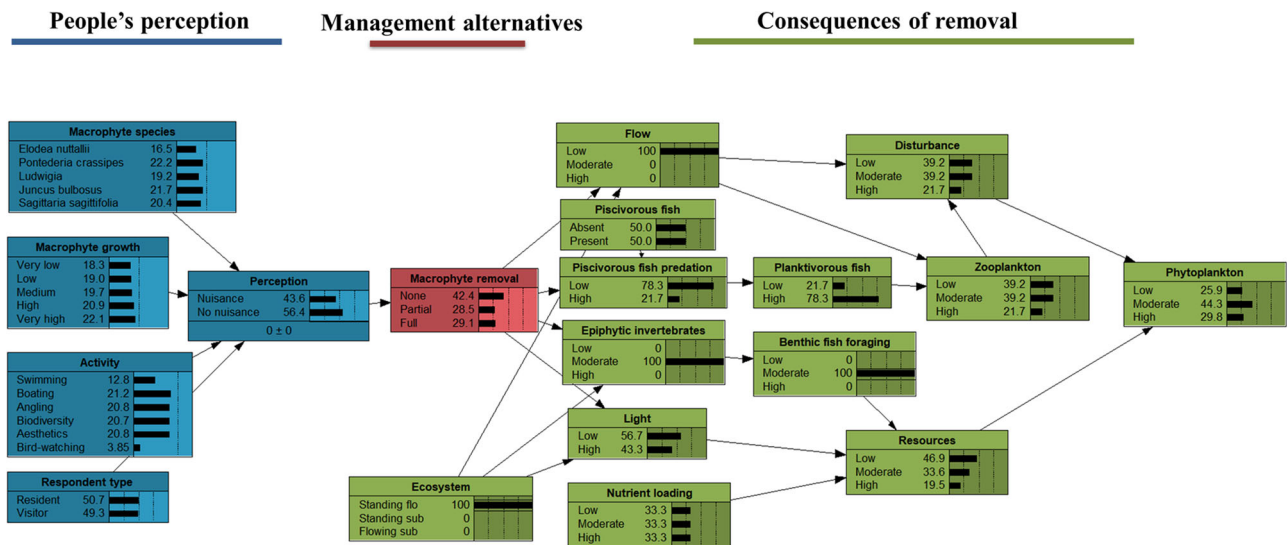 People's perception
Management alternatives
Consequences of removal
Macrophyte species
Elodea nuttallii 16.5
Pontederia crassipes 22.2
Ludwigia 19.2
Juncus bulbosus 21.7
Sagittaria sagittifolia 20.4
Macrophyte growth
Very low 18.3
Low 19.0
Medium 19.7
High 20.9
Very high 22.1
Activity
Swimming 12.8
Boating 21.2
Angling 20.8
Biodiversity 20.7
Aesthetics 20.8
Bird-watching 3.85
Respondent type
Resident 50.7
Visitor 49.3
Perception
Nuisance 43.6
No nuisance 56.4
0 ± 0
Macrophyte removal
None 42.4
Partial 28.5
Full 29.1
Ecosystem
Standing flo 100
Standing sub 0
Flowing sub 0
Flow
Low 100
Moderate 0
High 0
Piscivorous fish
Absent 50.0
Present 50.0
Piscivorous fish predation
Low 78.3
High 21.7
Epiphytic invertebrates
Low 0
Moderate 100
High 0
Light
Low 56.7
High 43.3
Nutrient loading
Low 33.3
Moderate 33.3
High 33.3
Planktivorous fish
Low 21.7
High 78.3
Benthic fish foraging
Low 0
Moderate 100
High 0
Disturbance
Low 39.2
Moderate 39.2
High 21.7
Zooplankton
Low 39.2
Moderate 39.2
High 21.7
Resources
Low 46.9
Moderate 33.6
High 19.5
Phytoplankton
Low 25.9
Moderate 44.3
High 29.8